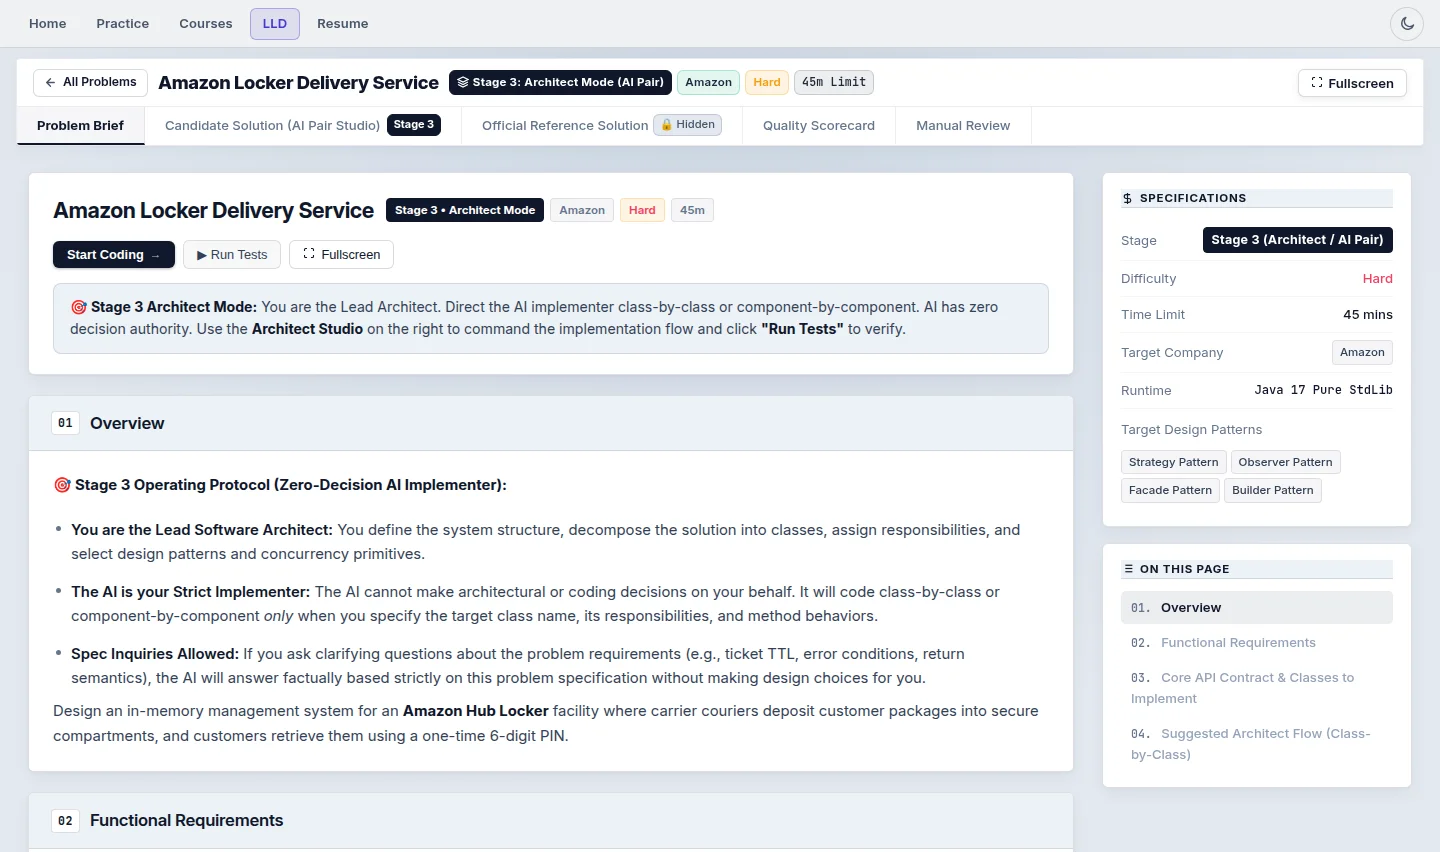 Home Practice Courses LLD Resume
All Problems Amazon Locker Delivery Service Stage 3: Architect Mode (AI Pair) Amazon Hard 45m Limit Fullscreen
Problem Brief Candidate Solution (AI Pair Studio) Stage 3 Official Reference Solution 🔒 Hidden Quality Scorecard Manual Review
Amazon Locker Delivery Service Stage 3 • Architect Mode Amazon Hard 45m
Start Coding → ▶ Run Tests Fullscreen
🎯 Stage 3 Architect Mode: You are the Lead Architect. Direct the AI implementer class-by-class or component-by-component. AI has zero
decision authority. Use the Architect Studio on the right to command the implementation flow and click "Run Tests" to verify.
01 Overview
🎯 Stage 3 Operating Protocol (Zero-Decision AI Implementer):
• You are the Lead Software Architect: You define the system structure, decompose the solution into classes, assign responsibilities, and
select design patterns and concurrency primitives.
• The AI is your Strict Implementer: The AI cannot make architectural or coding decisions on your behalf. It will code class-by-class or
component-by-component only when you specify the target class name, its responsibilities, and method behaviors.
• Spec Inquiries Allowed: If you ask clarifying questions about the problem requirements (e.g., ticket TTL, error conditions, return
semantics), the AI will answer factually based strictly on this problem specification without making design choices for you.
Design an in-memory management system for an Amazon Hub Locker facility where carrier couriers deposit customer packages into secure
compartments, and customers retrieve them using a one-time 6-digit PIN.
02 Functional Requirements
SPECIFICATIONS
Stage Stage 3 (Architect / AI Pair)
Difficulty Hard
Time Limit 45 mins
Target Company Amazon
Runtime Java 17 Pure StdLib
Target Design Patterns
Strategy Pattern Observer Pattern
Facade Pattern Builder Pattern
ON THIS PAGE
01. Overview
02. Functional Requirements
03. Core API Contract & Classes to
Implement
04. Suggested Architect Flow (Class-
by-Class)